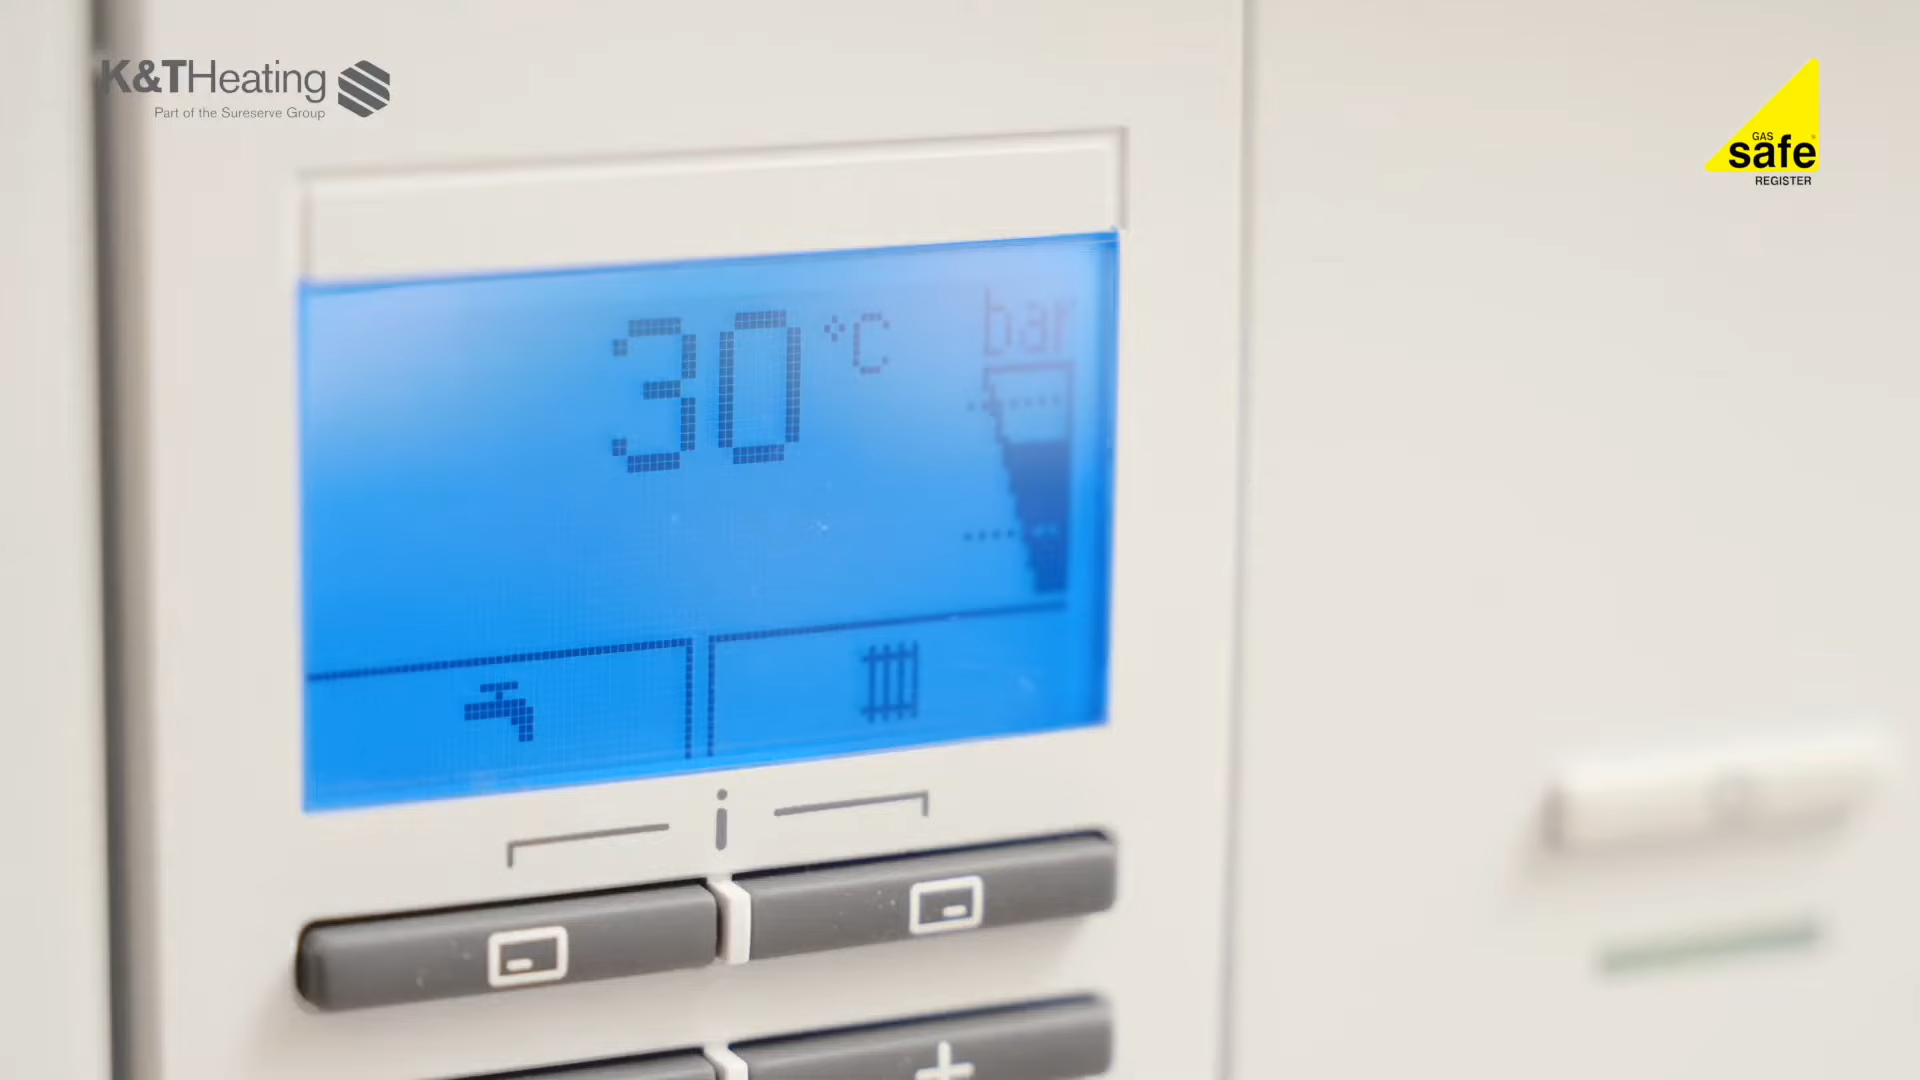 K&THeating
Part of the Sureserve Group
GAS
safe
REGISTER
30 °C
bar
i
+